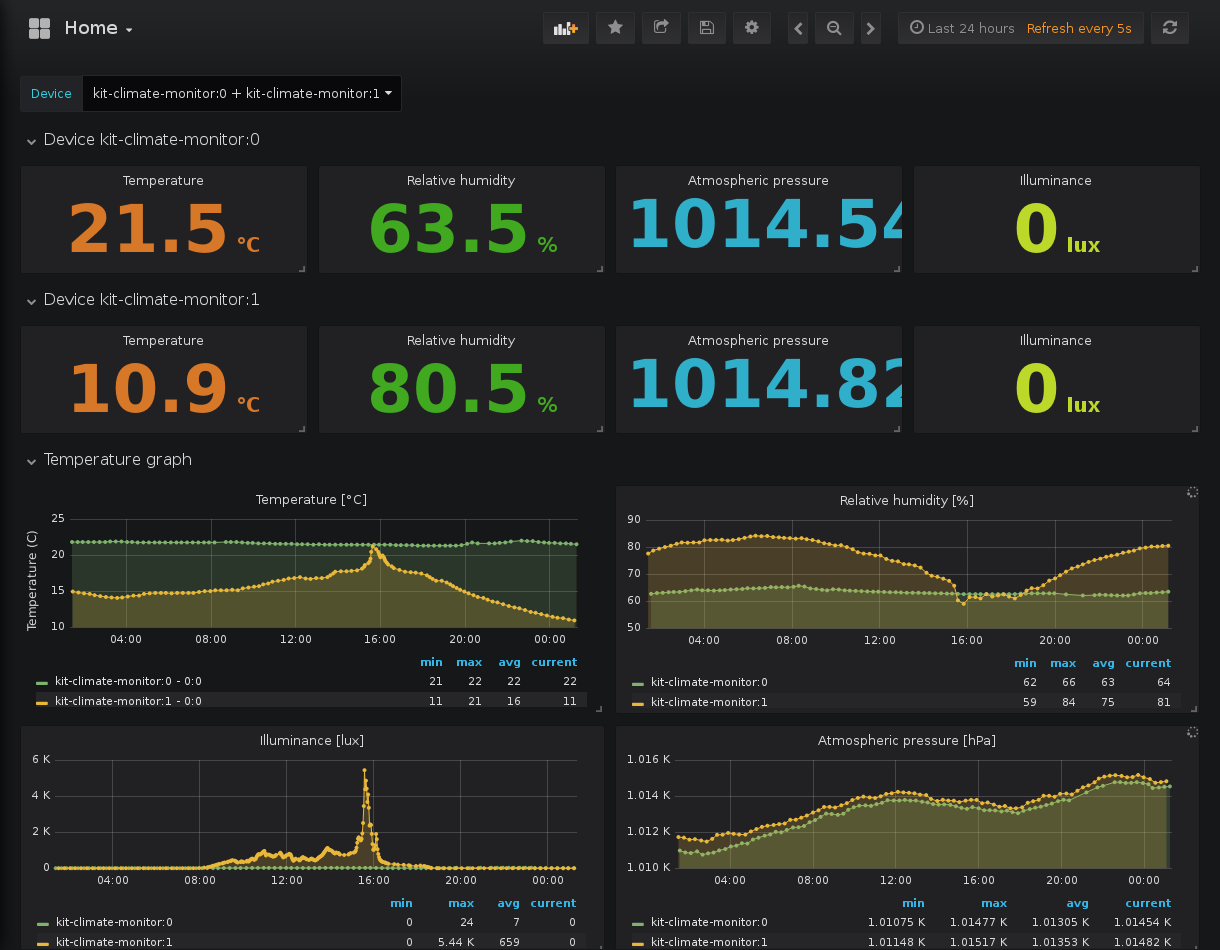 Home
Last 24 hours Refresh every 5s
Device kit-climate-monitor:0 + kit-climate-monitor:1
Device kit-climate-monitor:0
Temperature Relative humidity Atmospheric pressure Illuminance
21.5 °C 63.5 % 1014.54 0 lux
Device kit-climate-monitor:1
Temperature Relative humidity Atmospheric pressure Illuminance
10.9 °C 80.5 % 1014.82 0 lux
Temperature graph
Temperature [°C]
Temperature (C)
25
20
15
10
04:00 08:00 12:00 16:00 20:00 00:00
min max avg current
kit-climate-monitor:0 - 0:0 21 22 22 22
kit-climate-monitor:1 - 0:0 11 21 16 11
Relative humidity [%]
90
80
70
60
50
04:00 08:00 12:00 16:00 20:00 00:00
min max avg current
kit-climate-monitor:0 62 66 63 64
kit-climate-monitor:1 59 84 75 81
Illuminance [lux]
6 K
4 K
2 K
0
04:00 08:00 12:00 16:00 20:00 00:00
min max avg current
kit-climate-monitor:0 0 24 7 0
kit-climate-monitor:1 0 5.44 K 659 0
Atmospheric pressure [hPa]
1.016 K
1.014 K
1.012 K
1.010 K
04:00 08:00 12:00 16:00 20:00 00:00
min max avg current
kit-climate-monitor:0 1.01075 K 1.01477 K 1.01305 K 1.01454 K
kit-climate-monitor:1 1.01148 K 1.01517 K 1.01353 K 1.01482 K